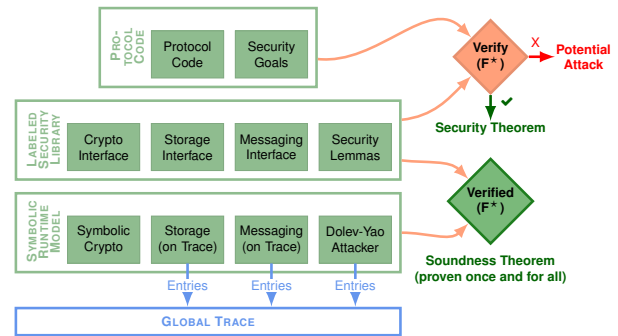 PRO-
TOCOL
CODE
Protocol
Code
Security
Goals
Verify
(F★)
X
Potential
Attack
✔
Security Theorem
LABELED
SECURITY
LIBRARY
Crypto
Interface
Storage
Interface
Messaging
Interface
Security
Lemmas
Verified
(F★)
SYMBOLIC
RUNTIME
MODEL
Symbolic
Crypto
Storage
(on Trace)
Messaging
(on Trace)
Dolev-Yao
Attacker
Soundness Theorem
(proven once and for all)
Entries
Entries
Entries
GLOBAL TRACE